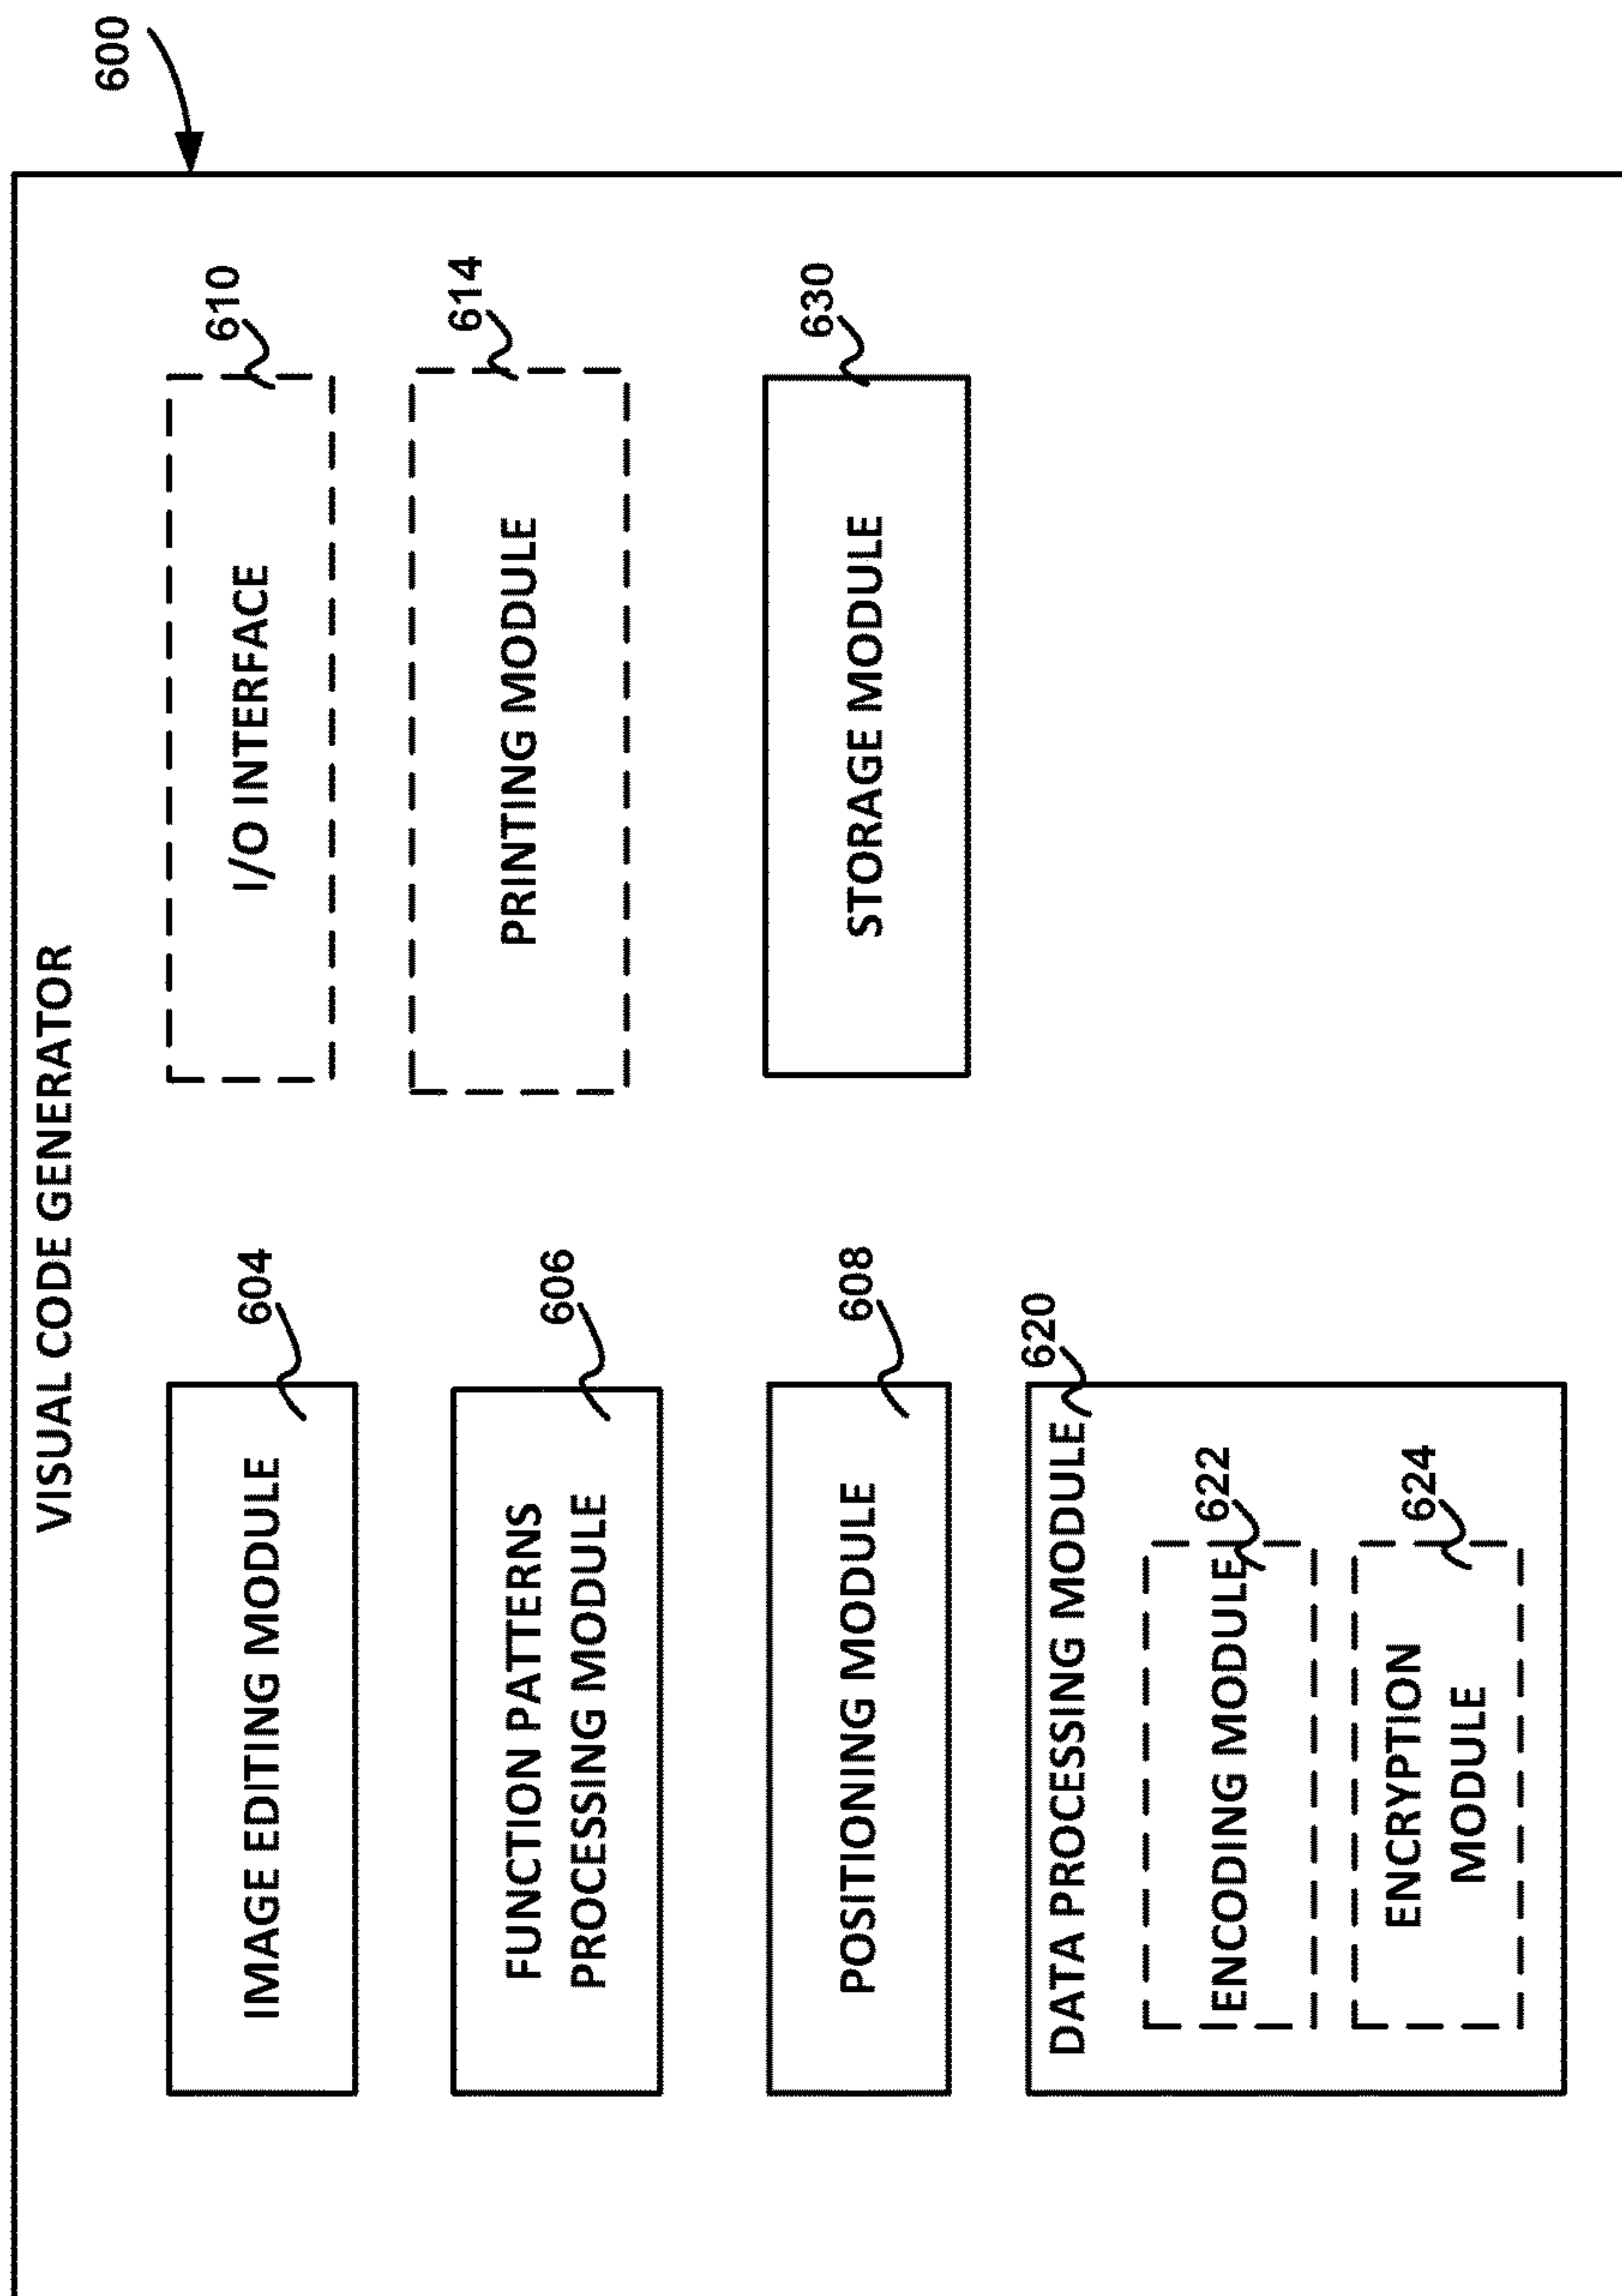 600
VISUAL CODE GENERATOR
604
IMAGE EDITING MODULE
606
FUNCTION PATTERNS
PROCESSING MODULE
608
POSITIONING MODULE
620
DATA PROCESSING MODULE
622
ENCODING MODULE
624
ENCRYPTION
MODULE
610
I/O INTERFACE
614
PRINTING MODULE
630
STORAGE MODULE